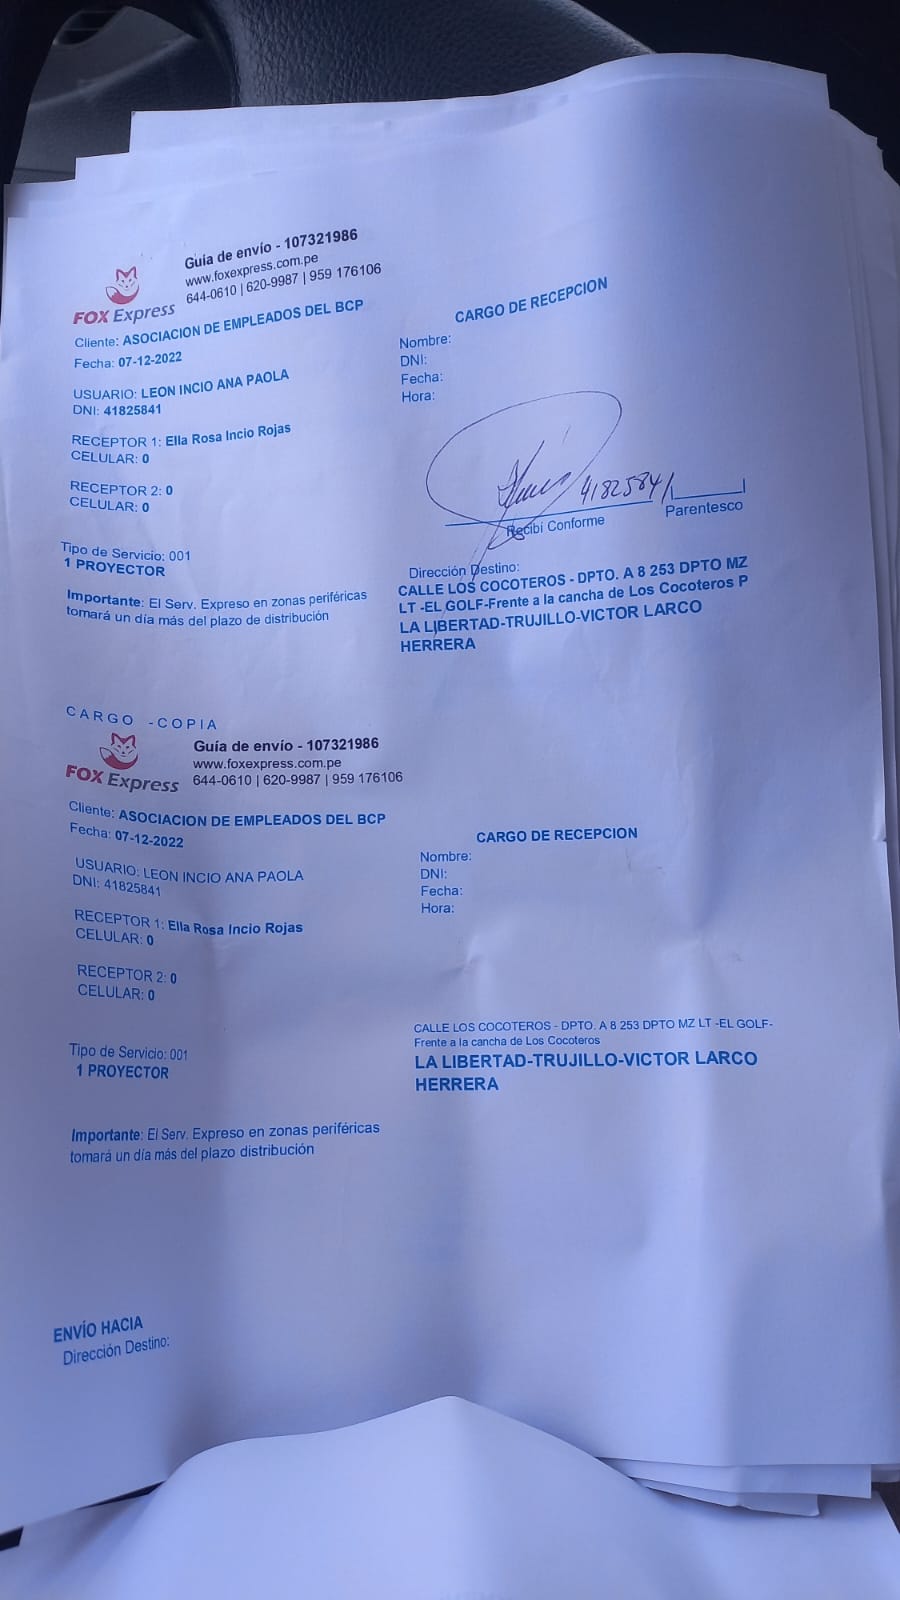 Guía de envío - 107321986
www.foxexpress.com.pe
644-0610 | 620-9987 | 959 176106
FOX Express
Cliente: ASOCIACION DE EMPLEADOS DEL BCP
Fecha: 07-12-2022
USUARIO: LEON INCIO ANA PAOLA
DNI: 41825841
RECEPTOR 1: Ella Rosa Incio Rojas
CELULAR: 0
RECEPTOR 2: 0
CELULAR: 0
Tipo de Servicio: 001
1 PROYECTOR
Importante: El Serv. Expreso en zonas periféricas
tomará un día más del plazo de distribución
CARGO DE RECEPCION
Nombre:
DNI:
Fecha:
Hora:
41825841
Recibí Conforme
Parentesco
Dirección Destino:
CALLE LOS COCOTEROS - DPTO. A 8 253 DPTO MZ
LT -EL GOLF-Frente a la cancha de Los Cocoteros P
LA LIBERTAD-TRUJILLO-VICTOR LARCO
HERRERA
CARGO -COPIA
Guía de envío - 107321986
www.foxexpress.com.pe
644-0610 | 620-9987 | 959 176106
FOX Express
Cliente: ASOCIACION DE EMPLEADOS DEL BCP
Fecha: 07-12-2022
USUARIO: LEON INCIO ANA PAOLA
DNI: 41825841
RECEPTOR 1: Ella Rosa Incio Rojas
CELULAR: 0
RECEPTOR 2: 0
CELULAR: 0
Tipo de Servicio: 001
1 PROYECTOR
Importante: El Serv. Expreso en zonas periféricas
tomará un día más del plazo distribución
CARGO DE RECEPCION
Nombre:
DNI:
Fecha:
Hora:
CALLE LOS COCOTEROS - DPTO. A 8 253 DPTO MZ LT -EL GOLF-
Frente a la cancha de Los Cocoteros
LA LIBERTAD-TRUJILLO-VICTOR LARCO
HERRERA
ENVÍO HACIA
Dirección Destino: